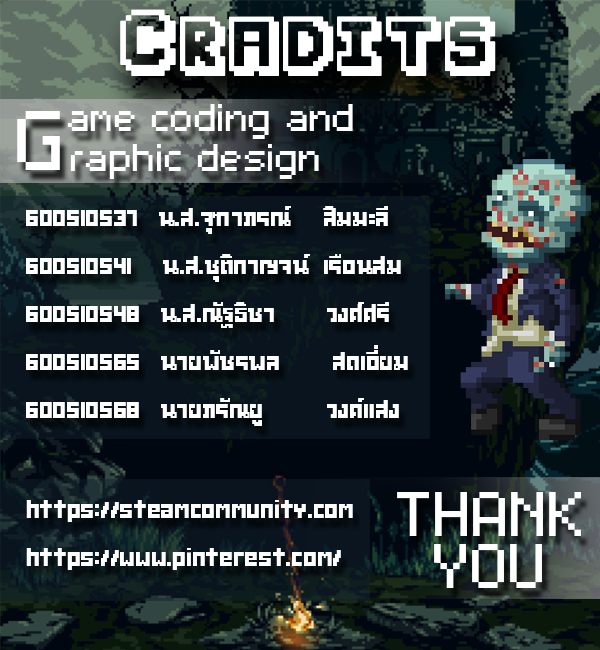 Cradits
Game coding and
Graphic design
600510537 น.ส.จุฑาภรณ์ สิมมะลี
600510541 น.ส.ชุติกาญจน์ เรือนสม
600510548 น.ส.ณัฐธิชา วงศ์ศรี
600510565 นายพัชรพล สดเอี่ยม
600510568 นายภรัณยู วงค์แสง
https://steamcommunity.com
https://www.pinterest.com/
THANK
YOU